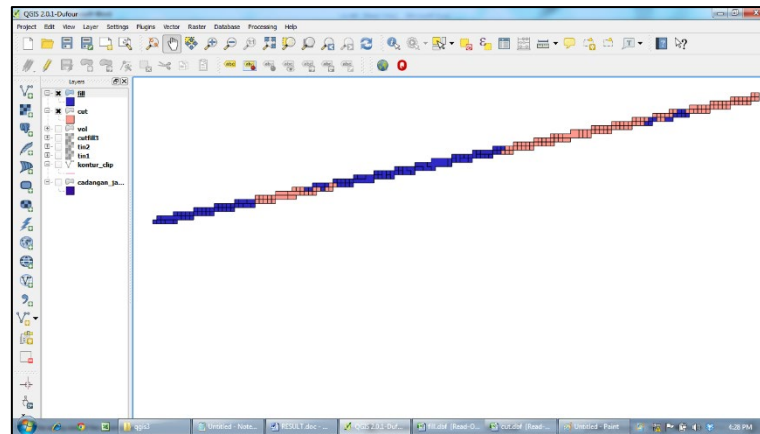 QGIS 2.0.1-Dufour
Project Edit View Layer Settings Plugins Vector Raster Database Processing Help
Layers
fill
cut
vol
cutfill3
tin2
tin1
kontur_clip
cadangan_ja...
qgis3
Untitled - Note...
RESULT.doc - ...
QGIS 2.0.1-Duf...
fill.dbf [Read-O...
cut.dbf [Read-...
Untitled - Paint
4:28 PM